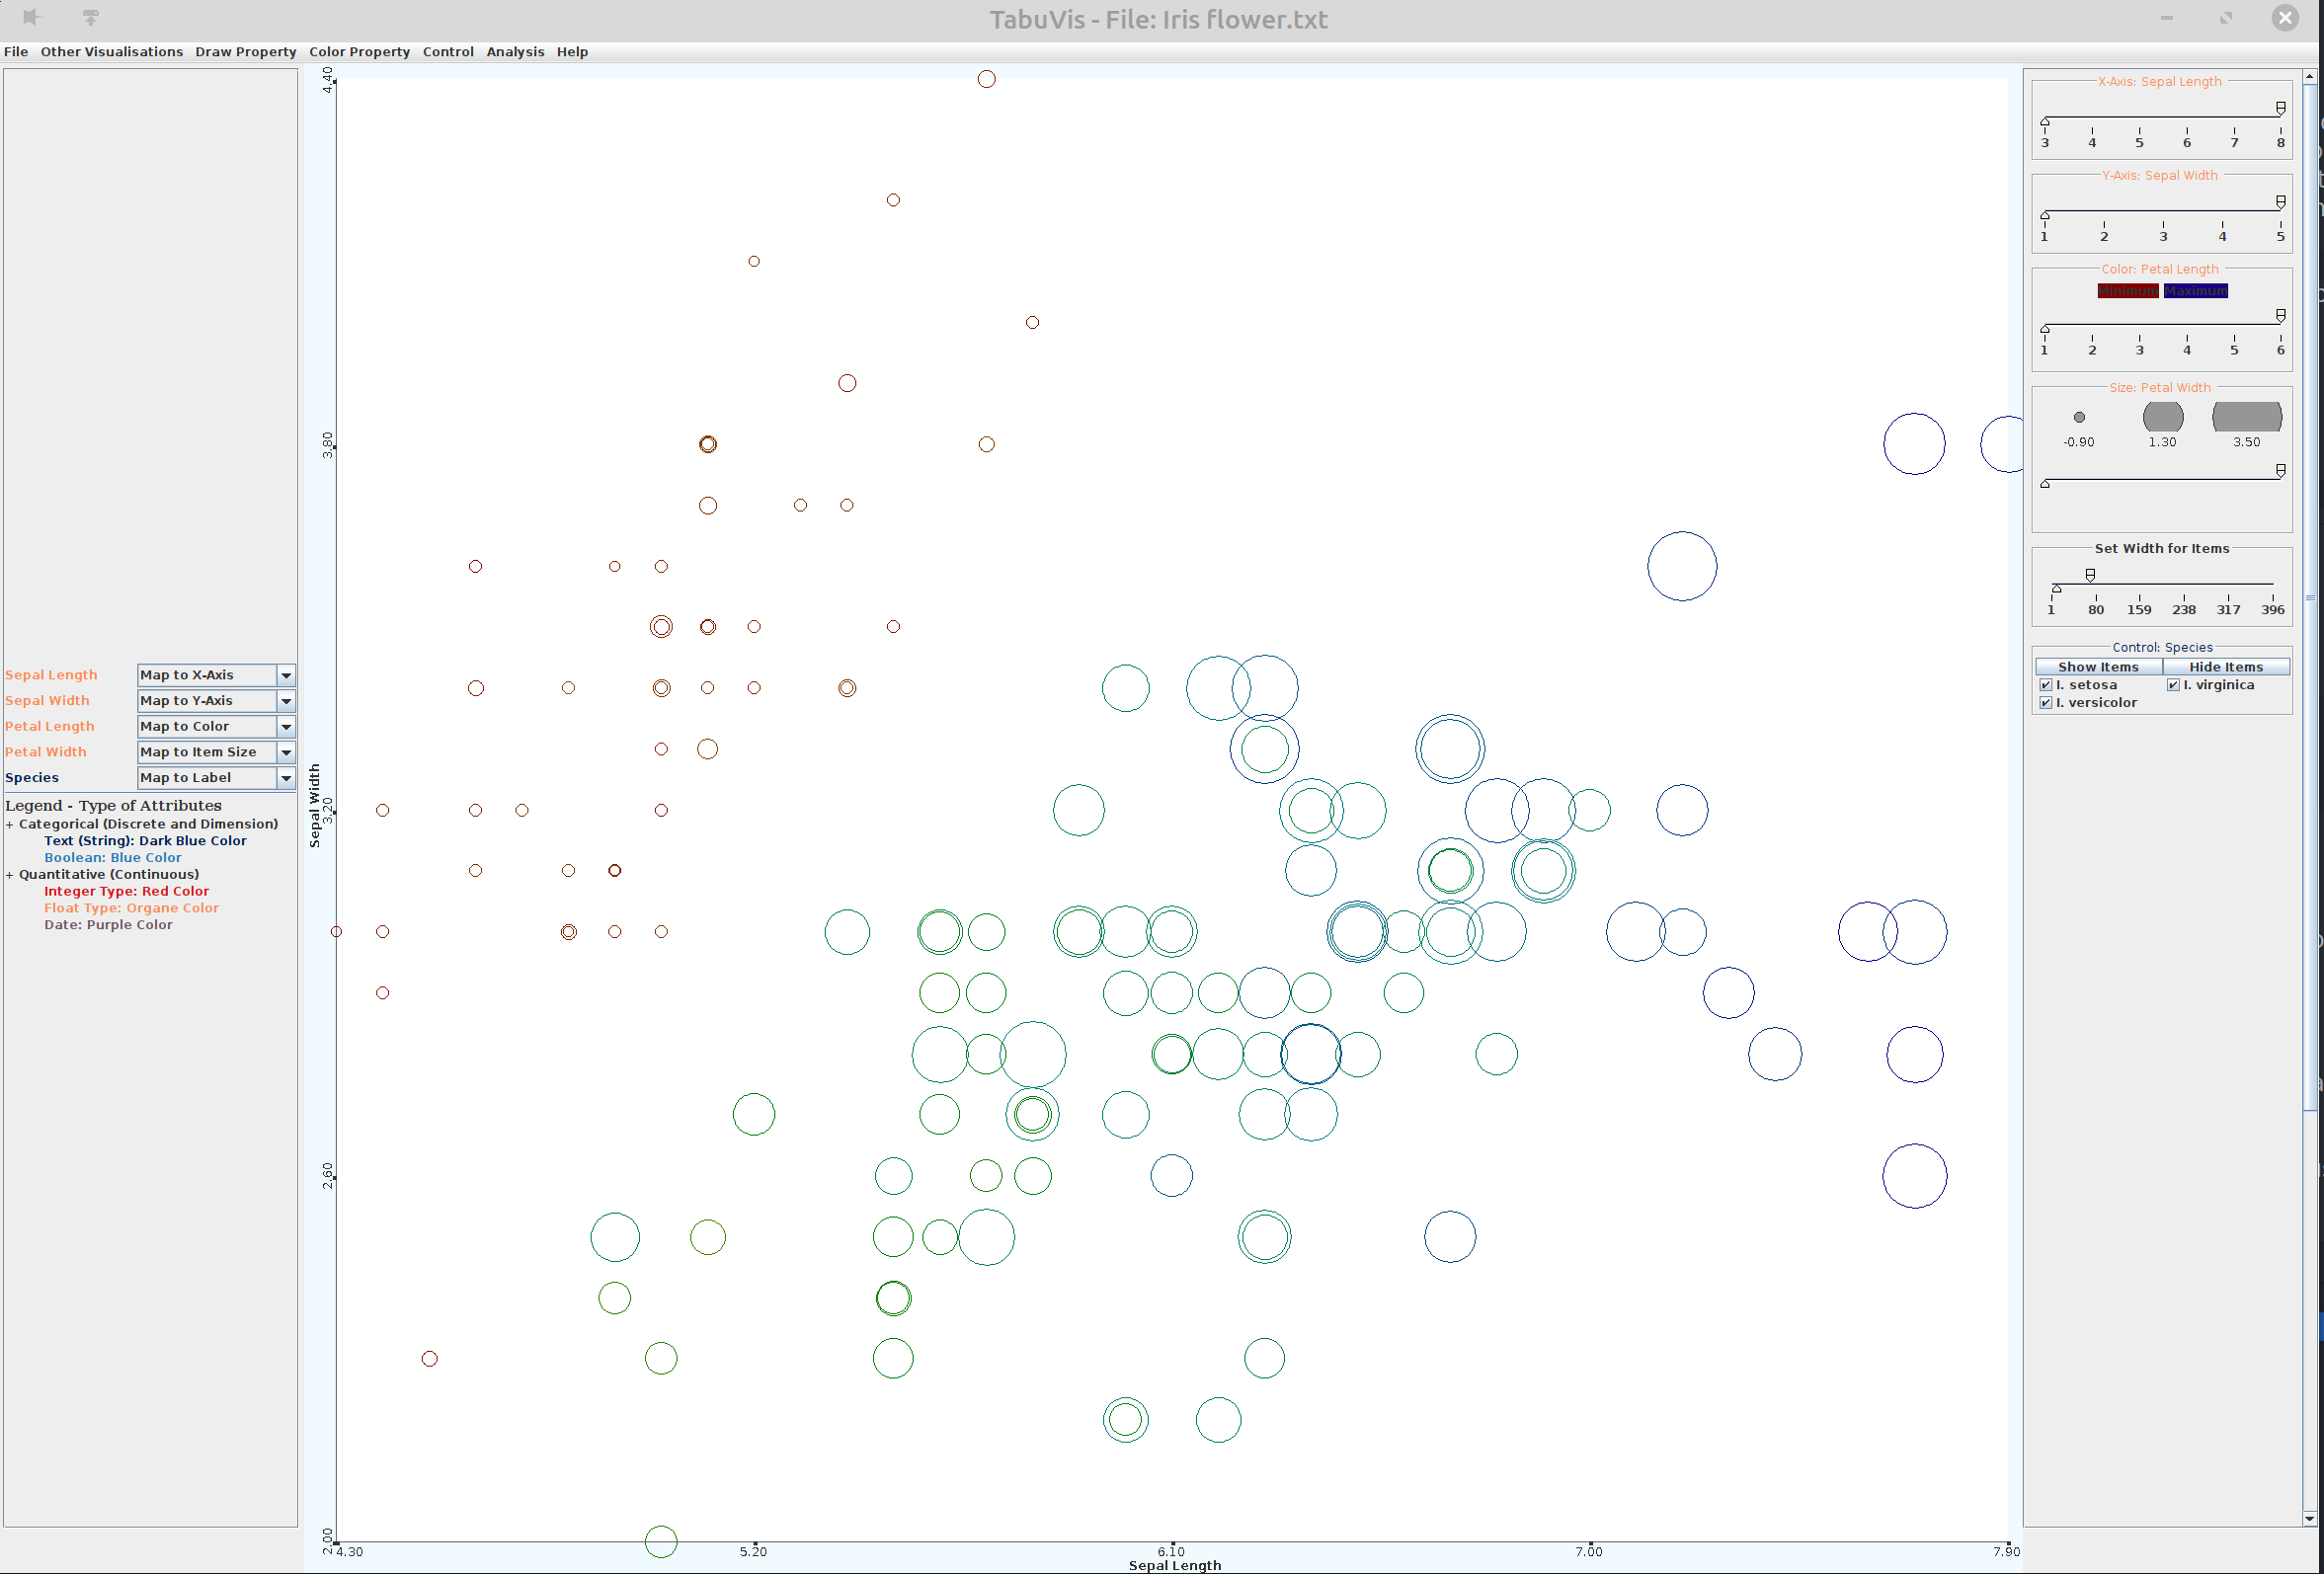 TabuVis - File: Iris flower.txt
File Other Visualisations Draw Property Color Property Control Analysis Help
Sepal Length Map to X-Axis
Sepal Width Map to Y-Axis
Petal Length Map to Color
Petal Width Map to Item Size
Species Map to Label
Legend - Type of Attributes
+ Categorical (Discrete and Dimension)
Text (String): Dark Blue Color
Boolean: Blue Color
+ Quantitative (Continuous)
Integer Type: Red Color
Float Type: Organe Color
Date: Purple Color
4.40
3.80
3.20
2.60
2.00
Sepal Width
4.30 5.20 6.10 7.00 7.90
Sepal Length
X-Axis: Sepal Length
3 4 5 6 7 8
Y-Axis: Sepal Width
1 2 3 4 5
Color: Petal Length
Minimum Maximum
1 2 3 4 5 6
Size: Petal Width
-0.90 1.30 3.50
Set Width for Items
1 80 159 238 317 396
Control: Species
Show Items Hide Items
I. setosa I. virginica
I. versicolor